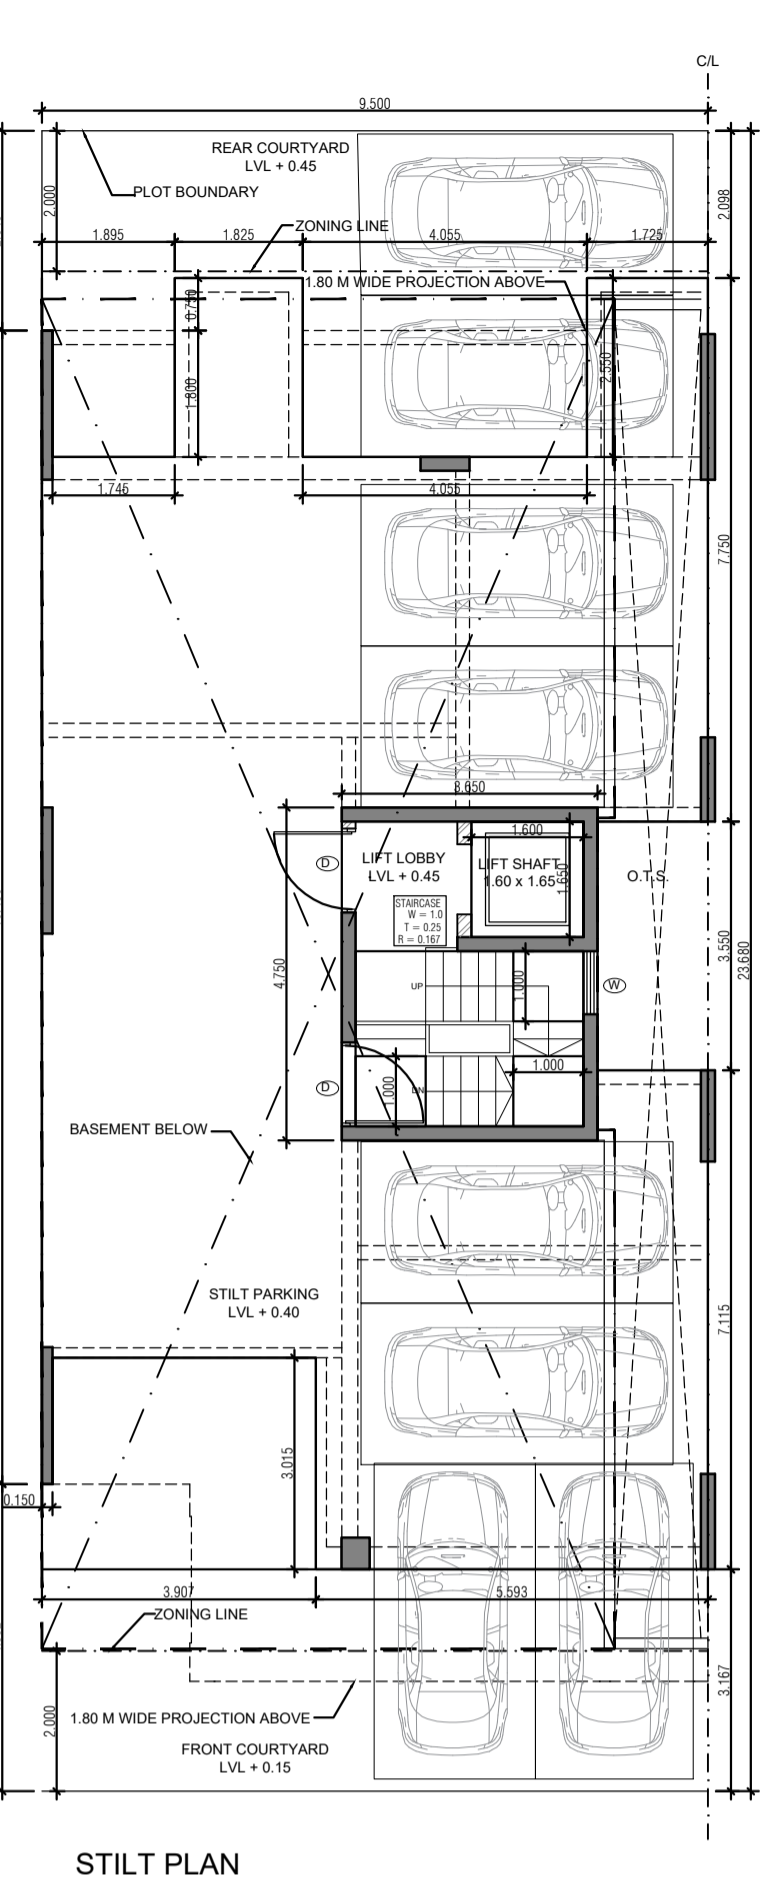 C/L
9.500
REAR COURTYARD
LVL + 0.45
PLOT BOUNDARY
2.000
2.098
ZONING LINE
1.895
1.825
4.055
1.725
1.80 M WIDE PROJECTION ABOVE
0.750
2.550
1.800
1.745
4.055
7.750
3.650
1.600
LIFT LOBBY
LVL + 0.45
LIFT SHAFT
1.60 x 1.65
1.650
D
O.T.S.
STAIRCASE
W = 1.0
T = 0.25
R = 0.167
4.750
3.550
23.680
UP
1.000
W
1.000
D
1.000
DN
BASEMENT BELOW
STILT PARKING
LVL + 0.40
7.115
3.015
0.150
3.907
5.593
ZONING LINE
3.167
2.000
1.80 M WIDE PROJECTION ABOVE
FRONT COURTYARD
LVL + 0.15
STILT PLAN